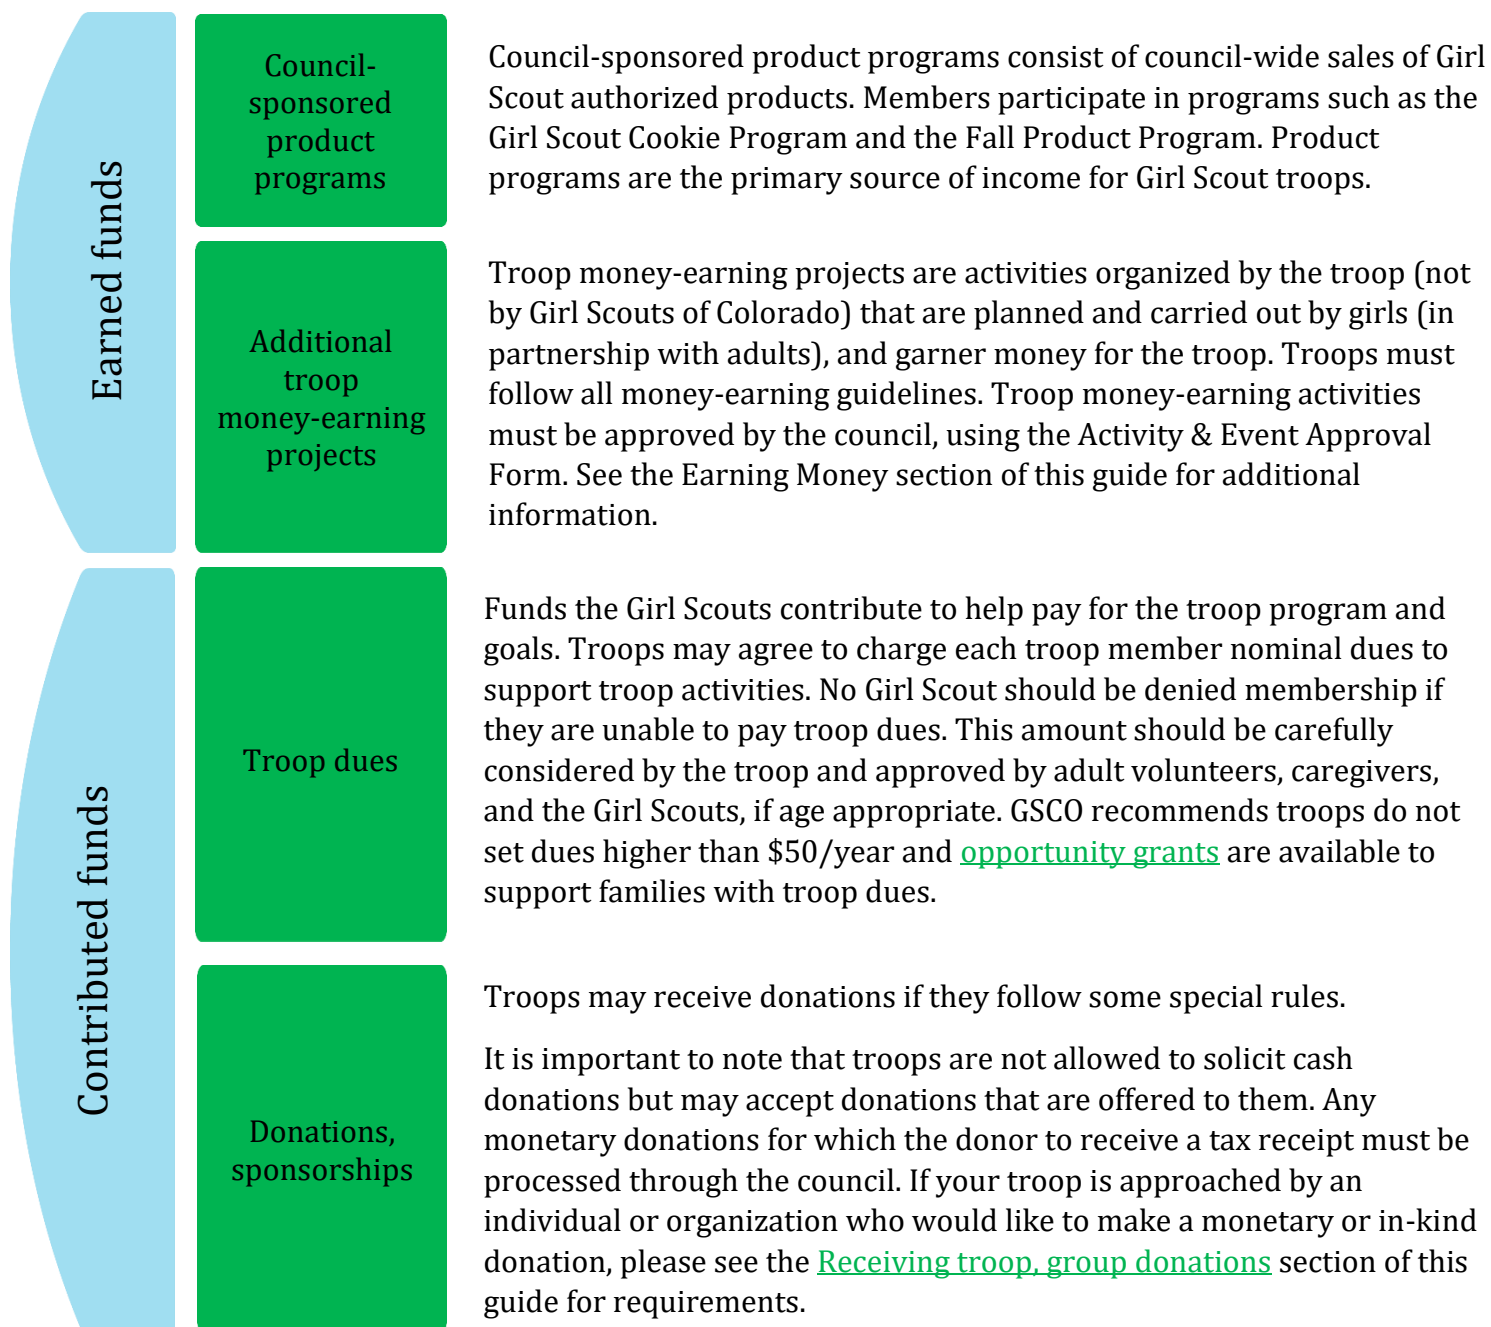 Earned funds
Council-
sponsored
product
programs
Council-sponsored product programs consist of council-wide sales of Girl
Scout authorized products. Members participate in programs such as the
Girl Scout Cookie Program and the Fall Product Program. Product
programs are the primary source of income for Girl Scout troops.
Additional
troop
money-earning
projects
Troop money-earning projects are activities organized by the troop (not
by Girl Scouts of Colorado) that are planned and carried out by girls (in
partnership with adults), and garner money for the troop. Troops must
follow all money-earning guidelines. Troop money-earning activities
must be approved by the council, using the Activity & Event Approval
Form. See the Earning Money section of this guide for additional
information.
Contributed funds
Troop dues
Funds the Girl Scouts contribute to help pay for the troop program and
goals. Troops may agree to charge each troop member nominal dues to
support troop activities. No Girl Scout should be denied membership if
they are unable to pay troop dues. This amount should be carefully
considered by the troop and approved by adult volunteers, caregivers,
and the Girl Scouts, if age appropriate. GSCO recommends troops do not
set dues higher than $50/year and opportunity grants are available to
support families with troop dues.
Donations,
sponsorships
Troops may receive donations if they follow some special rules.
It is important to note that troops are not allowed to solicit cash
donations but may accept donations that are offered to them. Any
monetary donations for which the donor to receive a tax receipt must be
processed through the council. If your troop is approached by an
individual or organization who would like to make a monetary or in-kind
donation, please see the Receiving troop, group donations section of this
guide for requirements.